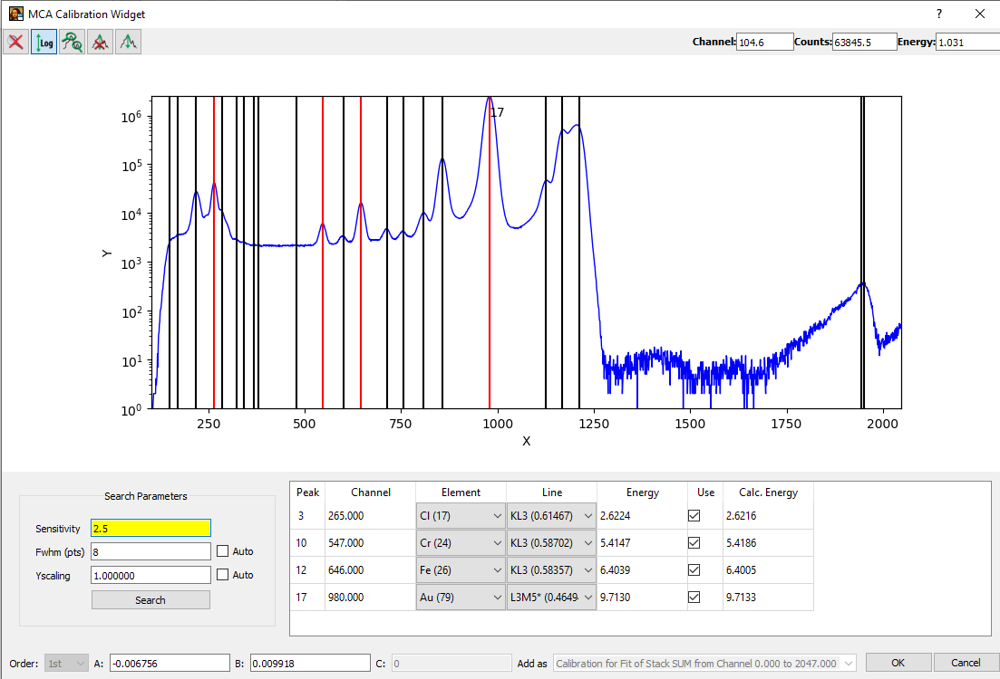 MCA Calibration Widget
?
Log
Channel: 104.6 Counts: 63845.5 Energy: 1.031
17
10^6
10^5
10^4
10^3
10^2
10^1
10^0
Y
250 500 750 1000 1250 1500 1750 2000
X
Search Parameters
Sensitivity 2.5
Fwhm (pts) 8 Auto
Yscaling 1.000000 Auto
Search
Peak Channel Element Line Energy Use Calc. Energy
3 265.000 Cl (17) KL3 (0.61467) 2.6224 2.6216
10 547.000 Cr (24) KL3 (0.58702) 5.4147 5.4186
12 646.000 Fe (26) KL3 (0.58357) 6.4039 6.4005
17 980.000 Au (79) L3M5* (0.4649 9.7130 9.7133
Order: 1st A: -0.006756 B: 0.009918 C: 0 Add as Calibration for Fit of Stack SUM from Channel 0.000 to 2047.000 OK Cancel